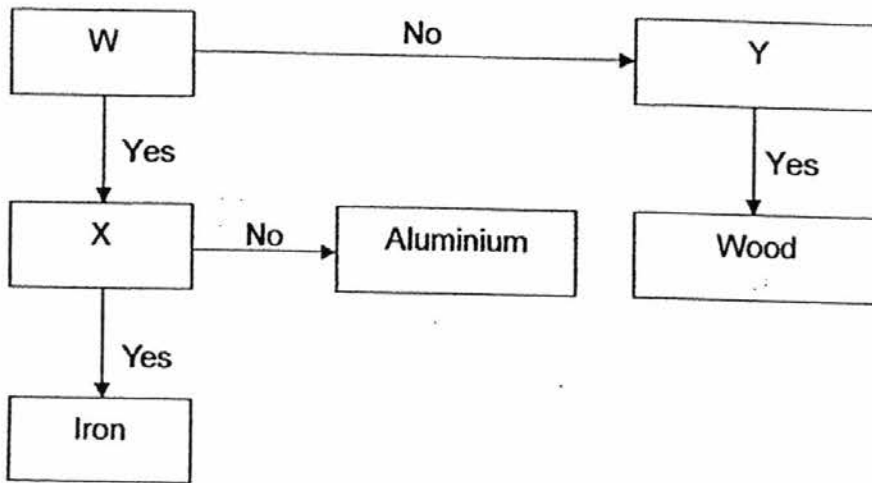 W
No
Y
Yes
Yes
X
No
Aluminium
Wood
Yes
Iron